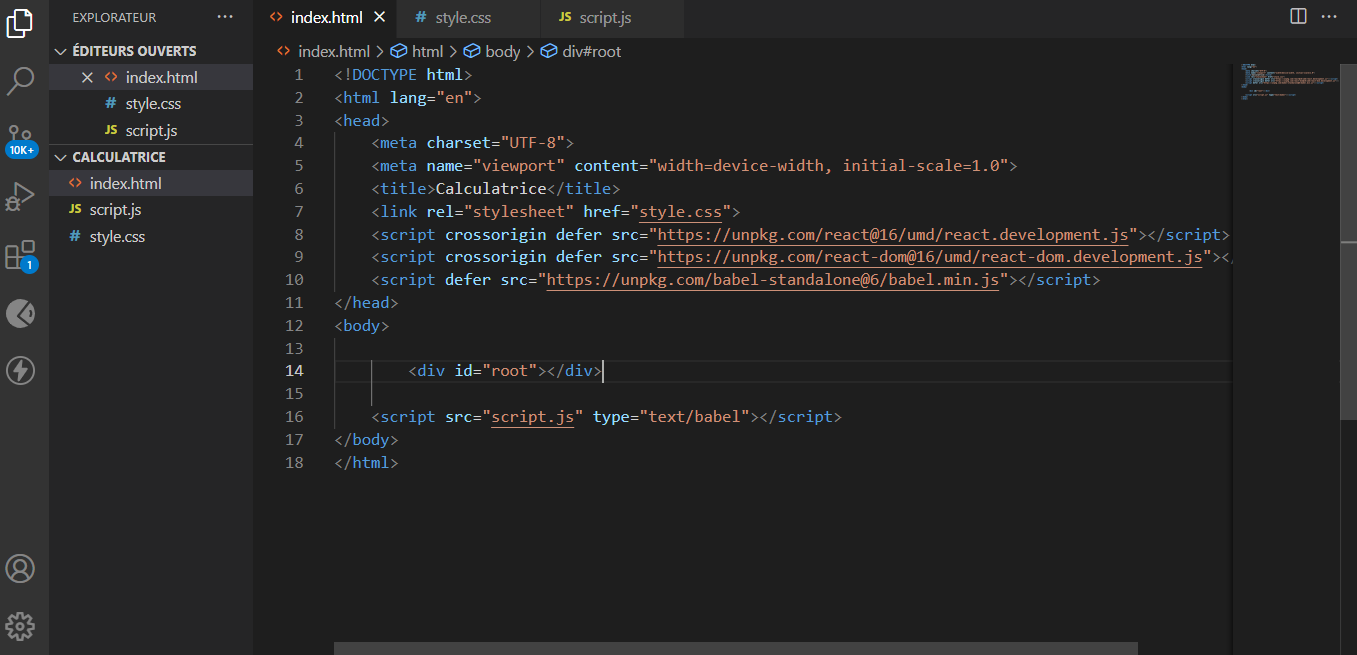 EXPLORATEUR
ÉDITEURS OUVERTS
index.html
style.css
script.js
CALCULATRICE
index.html
script.js
style.css
10K+
1
index.html
style.css
script.js
index.html > html > body > div#root
1 <!DOCTYPE html>
2 <html lang="en">
3 <head>
4 <meta charset="UTF-8">
5 <meta name="viewport" content="width=device-width, initial-scale=1.0">
6 <title>Calculatrice</title>
7 <link rel="stylesheet" href="style.css">
8 <script crossorigin defer src="https://unpkg.com/react@16/umd/react.development.js"></script>
9 <script crossorigin defer src="https://unpkg.com/react-dom@16/umd/react-dom.development.js"></
10 <script defer src="https://unpkg.com/babel-standalone@6/babel.min.js"></script>
11 </head>
12 <body>
13
14 <div id="root"></div>
15
16 <script src="script.js" type="text/babel"></script>
17 </body>
18 </html>